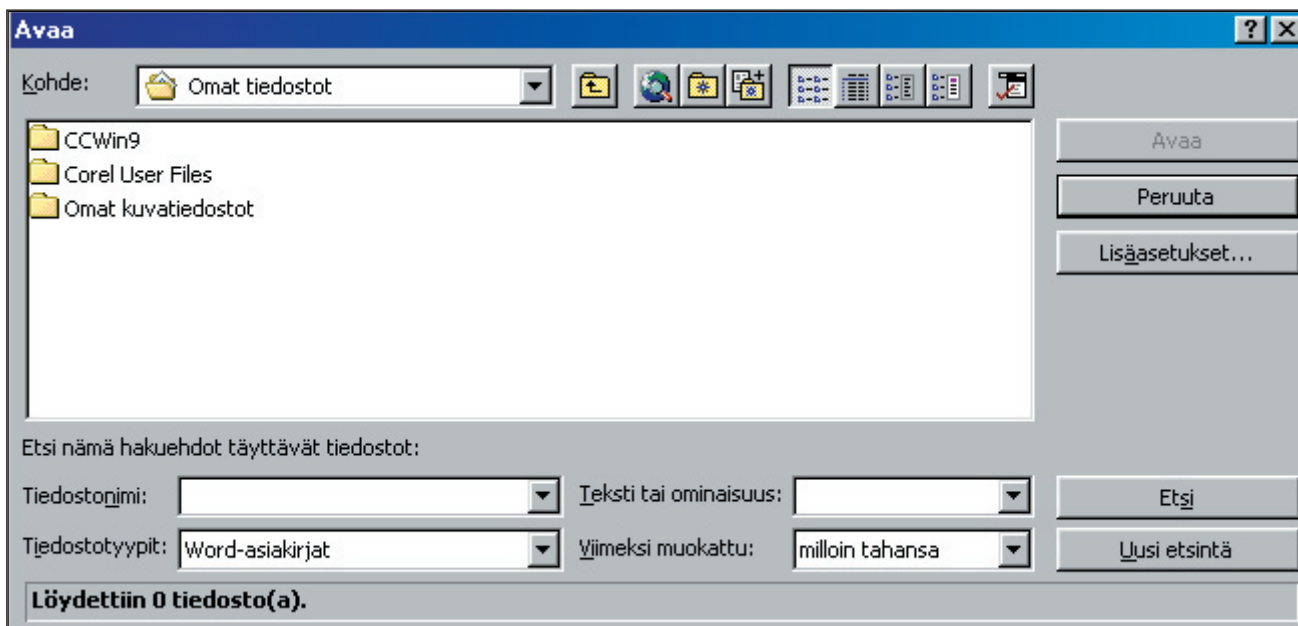 Avaa
Kohde: Omat tiedostot
CCWin9
Corel User Files
Omat kuvatiedostot
Avaa
Peruuta
Lisäasetukset...
Etsi nämä hakuehdot täyttävät tiedostot:
Tiedostonimi: Teksti tai ominaisuus: Etsi
Tiedostotyypit: Word-asiakirjat Viimeksi muokattu: milloin tahansa Uusi etsintä
Löydettiin 0 tiedosto(a).